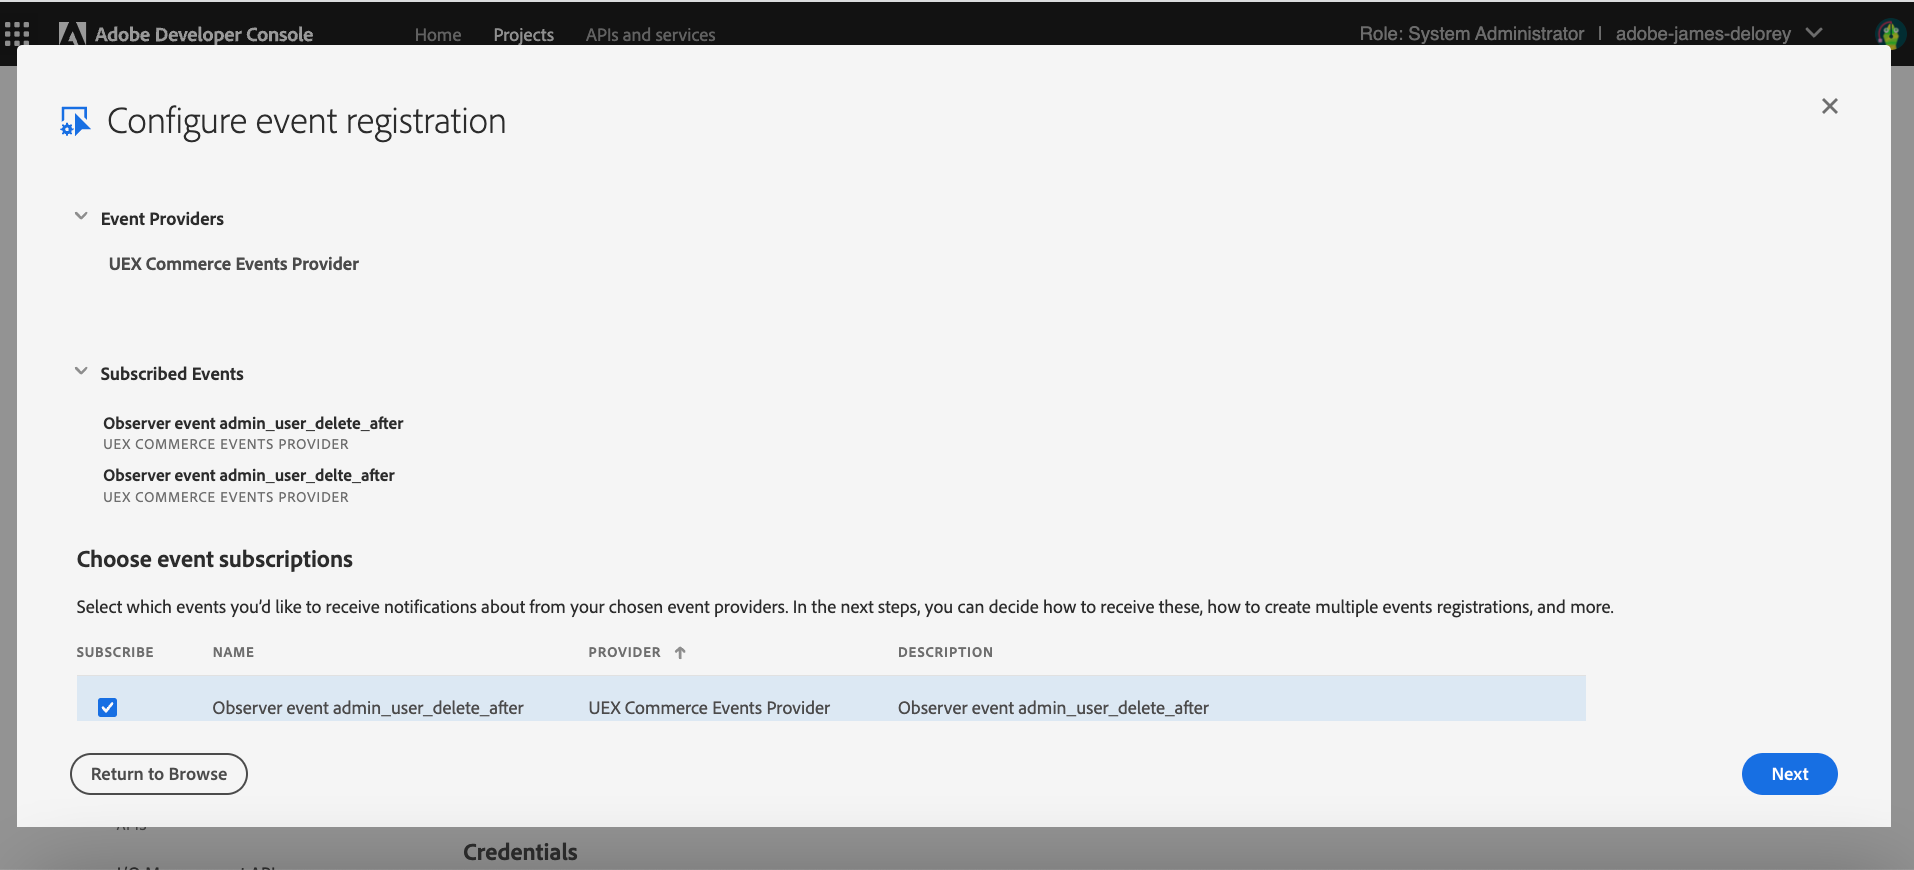 Adobe Developer Console Home Projects APIs and services Role: System Administrator | adobe-james-delorey
Configure event registration
Event Providers
UEX Commerce Events Provider
Subscribed Events
Observer event admin_user_delete_after
UEX COMMERCE EVENTS PROVIDER
Observer event admin_user_delte_after
UEX COMMERCE EVENTS PROVIDER
Choose event subscriptions
Select which events you'd like to receive notifications about from your chosen event providers. In the next steps, you can decide how to receive these, how to create multiple events registrations, and more.
SUBSCRIBE NAME PROVIDER DESCRIPTION
Observer event admin_user_delete_after UEX Commerce Events Provider Observer event admin_user_delete_after
Return to Browse Next
Credentials